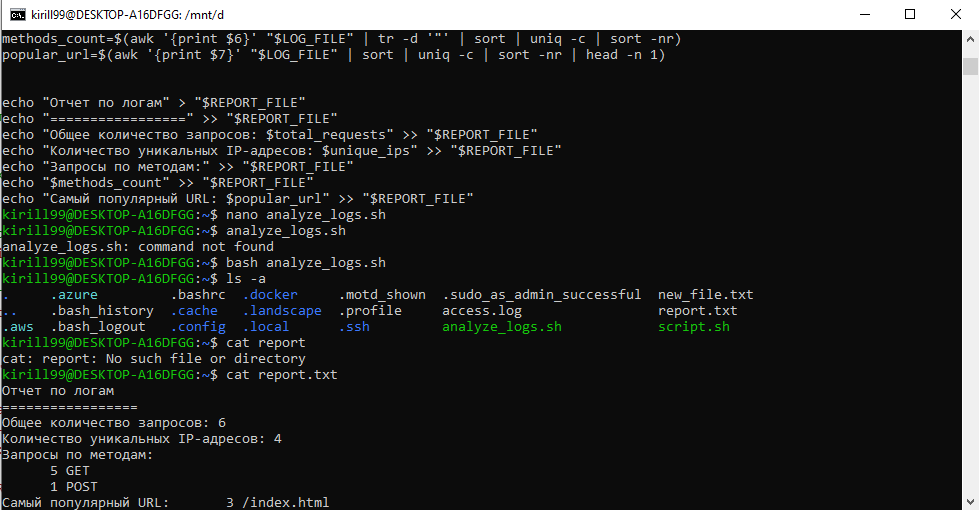 kirill99@DESKTOP-A16DFGG: /mnt/d
methods_count=$(awk '{print $6}' "$LOG_FILE" | tr -d '"' | sort | uniq -c | sort -nr)
popular_url=$(awk '{print $7}' "$LOG_FILE" | sort | uniq -c | sort -nr | head -n 1)
echo "Отчет по логам" > "$REPORT_FILE"
echo "=================" >> "$REPORT_FILE"
echo "Общее количество запросов: $total_requests" >> "$REPORT_FILE"
echo "Количество уникальных IP-адресов: $unique_ips" >> "$REPORT_FILE"
echo "Запросы по методам:" >> "$REPORT_FILE"
echo "$methods_count" >> "$REPORT_FILE"
echo "Самый популярный URL: $popular_url" >> "$REPORT_FILE"
kirill99@DESKTOP-A16DFGG:~$ nano analyze_logs.sh
kirill99@DESKTOP-A16DFGG:~$ analyze_logs.sh
analyze_logs.sh: command not found
kirill99@DESKTOP-A16DFGG:~$ bash analyze_logs.sh
kirill99@DESKTOP-A16DFGG:~$ ls -a
.     .azure         .bashrc  .docker     .motd_shown  .sudo_as_admin_successful  new_file.txt
..    .bash_history  .cache   .landscape  .profile     access.log                 report.txt
.aws  .bash_logout   .config  .local      .ssh         analyze_logs.sh            script.sh
kirill99@DESKTOP-A16DFGG:~$ cat report
cat: report: No such file or directory
kirill99@DESKTOP-A16DFGG:~$ cat report.txt
Отчет по логам
=================
Общее количество запросов: 6
Количество уникальных IP-адресов: 4
Запросы по методам:
      5 GET
      1 POST
Самый популярный URL:       3 /index.html